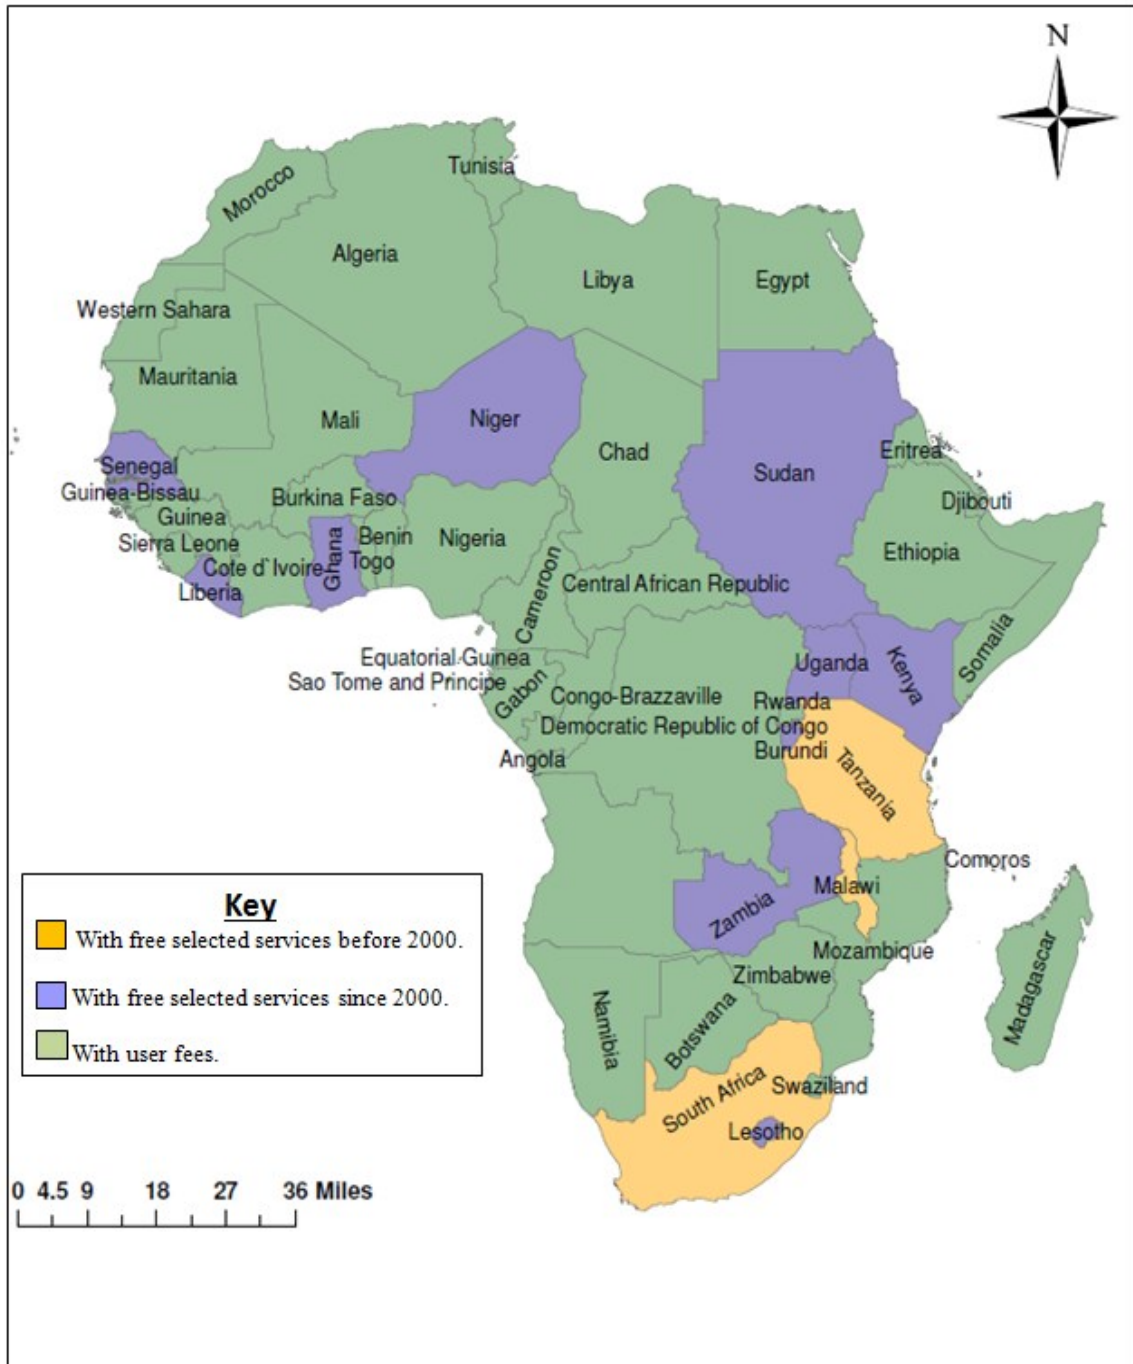 N
Tunisia
Morocco
Algeria
Libya
Egypt
Western Sahara
Mauritania
Mali
Niger
Chad
Sudan
Eritrea
Senegal
Guinea-Bissau
Burkina Faso
Djibouti
Guinea
Sierra Leone
Benin
Nigeria
Ethiopia
Cote d`Ivoire
Ghana
Togo
Liberia
Cameroon
Central African Republic
Somalia
Equatorial Guinea
Uganda
Kenya
Sao Tome and Principe
Gabon
Congo-Brazzaville
Rwanda
Democratic Republic of Congo
Burundi
Angola
Tanzania
Comoros
Malawi
Zambia
Mozambique
Zimbabwe
Madagascar
Namibia
Botswana
South Africa
Swaziland
Lesotho
Key
With free selected services before 2000.
With free selected services since 2000.
With user fees.
0 4.5 9 18 27 36 Miles